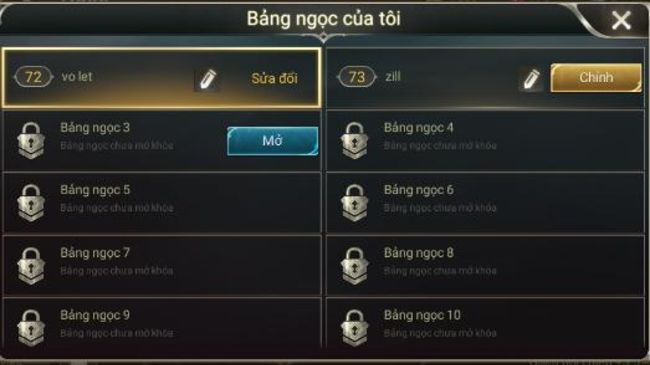 Bảng ngọc của tôi
72 vo let Sửa đổi
73 zill Chỉnh
Bảng ngọc 3
Bảng ngọc chưa mở khóa
Mở
Bảng ngọc 4
Bảng ngọc chưa mở khóa
Bảng ngọc 5
Bảng ngọc chưa mở khóa
Bảng ngọc 6
Bảng ngọc chưa mở khóa
Bảng ngọc 7
Bảng ngọc chưa mở khóa
Bảng ngọc 8
Bảng ngọc chưa mở khóa
Bảng ngọc 9
Bảng ngọc chưa mở khóa
Bảng ngọc 10
Bảng ngọc chưa mở khóa